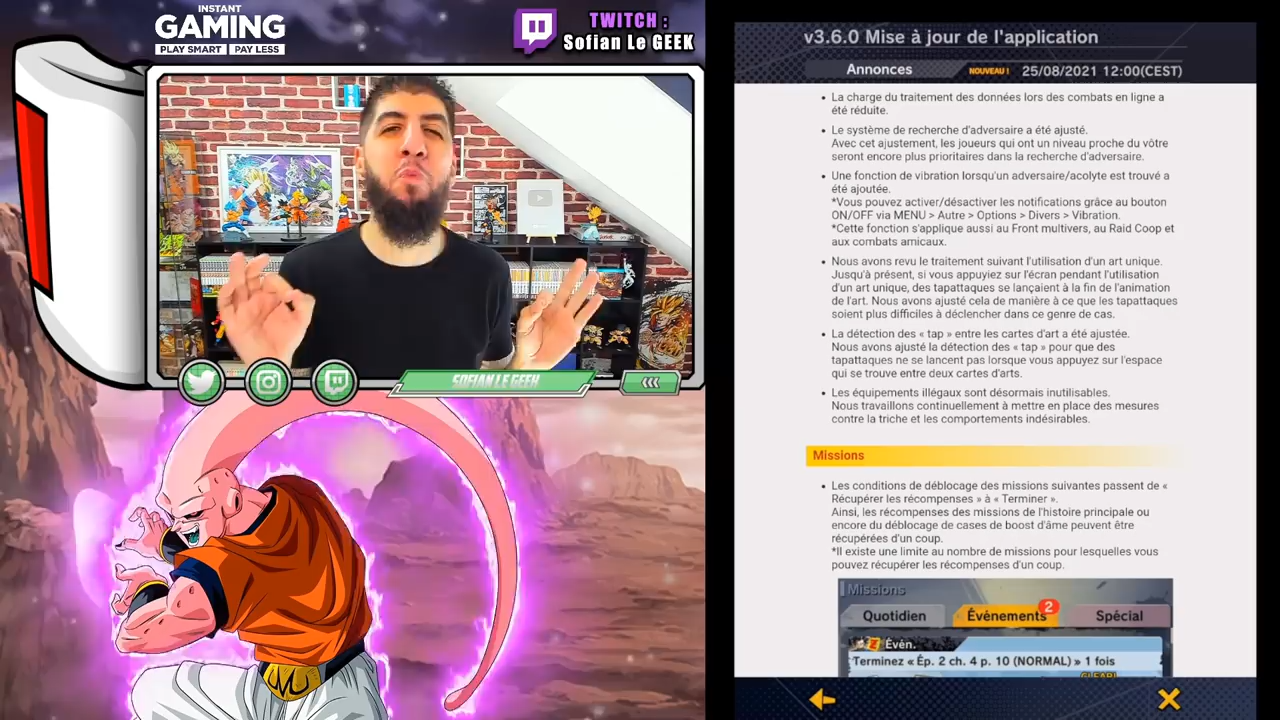 INSTANT
GAMING
PLAY SMART | PAY LESS
TWITCH :
Sofian Le GEEK
SOFIAN LE GEEK
v3.6.0 Mise à jour de l'application
Annonces
NOUVEAU !
25/08/2021 12:00(CEST)
• La charge du traitement des données lors des combats en ligne a
été réduite.
• Le système de recherche d'adversaire a été ajusté.
Avec cet ajustement, les joueurs qui ont un niveau proche du vôtre
seront encore plus prioritaires dans la recherche d'adversaire.
• Une fonction de vibration lorsqu'un adversaire/acolyte est trouvé a
été ajoutée.
*Vous pouvez activer/désactiver les notifications grâce au bouton
ON/OFF via MENU > Autre > Options > Divers > Vibration.
*Cette fonction s'applique aussi au Front multivers, au Raid Coop et
aux combats amicaux.
• Nous avons revu le traitement suivant l'utilisation d'un art unique.
Jusqu'à présent, si vous appuyiez sur l'écran pendant l'utilisation
d'un art unique, des tapattaques se lançaient à la fin de l'animation
de l'art. Nous avons ajusté cela de manière à ce que les tapattaques
soient plus difficiles à déclencher dans ce genre de cas.
• La détection des « tap » entre les cartes d'art a été ajustée.
Nous avons ajusté la détection des « tap » pour que des
tapattaques ne se lancent pas lorsque vous appuyez sur l'espace
qui se trouve entre deux cartes d'arts.
• Les équipements illégaux sont désormais inutilisables.
Nous travaillons continuellement à mettre en place des mesures
contre la triche et les comportements indésirables.
Missions
• Les conditions de déblocage des missions suivantes passent de «
Récupérer les récompenses » à « Terminer ».
Ainsi, les récompenses des missions de l'histoire principale ou
encore du déblocage de cases de boost d'âme peuvent être
récupérées d'un coup.
*Il existe une limite au nombre de missions pour lesquelles vous
pouvez récupérer les récompenses d'un coup.
Missions
Quotidien
Événements
2
Spécial
Évén.
Terminez « Ép. 2 ch. 4 p. 10 (NORMAL) » 1 fois
CLEAR!